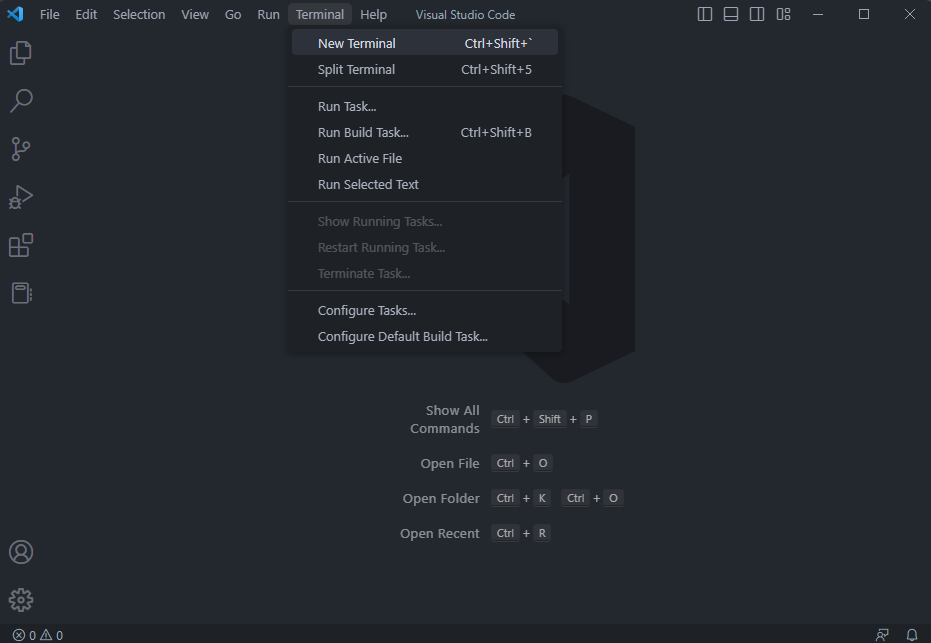 File Edit Selection View Go Run Terminal Help Visual Studio Code
New Terminal Ctrl+Shift+`
Split Terminal Ctrl+Shift+5
Run Task...
Run Build Task... Ctrl+Shift+B
Run Active File
Run Selected Text
Show Running Tasks...
Restart Running Task...
Terminate Task...
Configure Tasks...
Configure Default Build Task...
Show All
Commands Ctrl + Shift + P
Open File Ctrl + O
Open Folder Ctrl + K Ctrl + O
Open Recent Ctrl + R
0 0